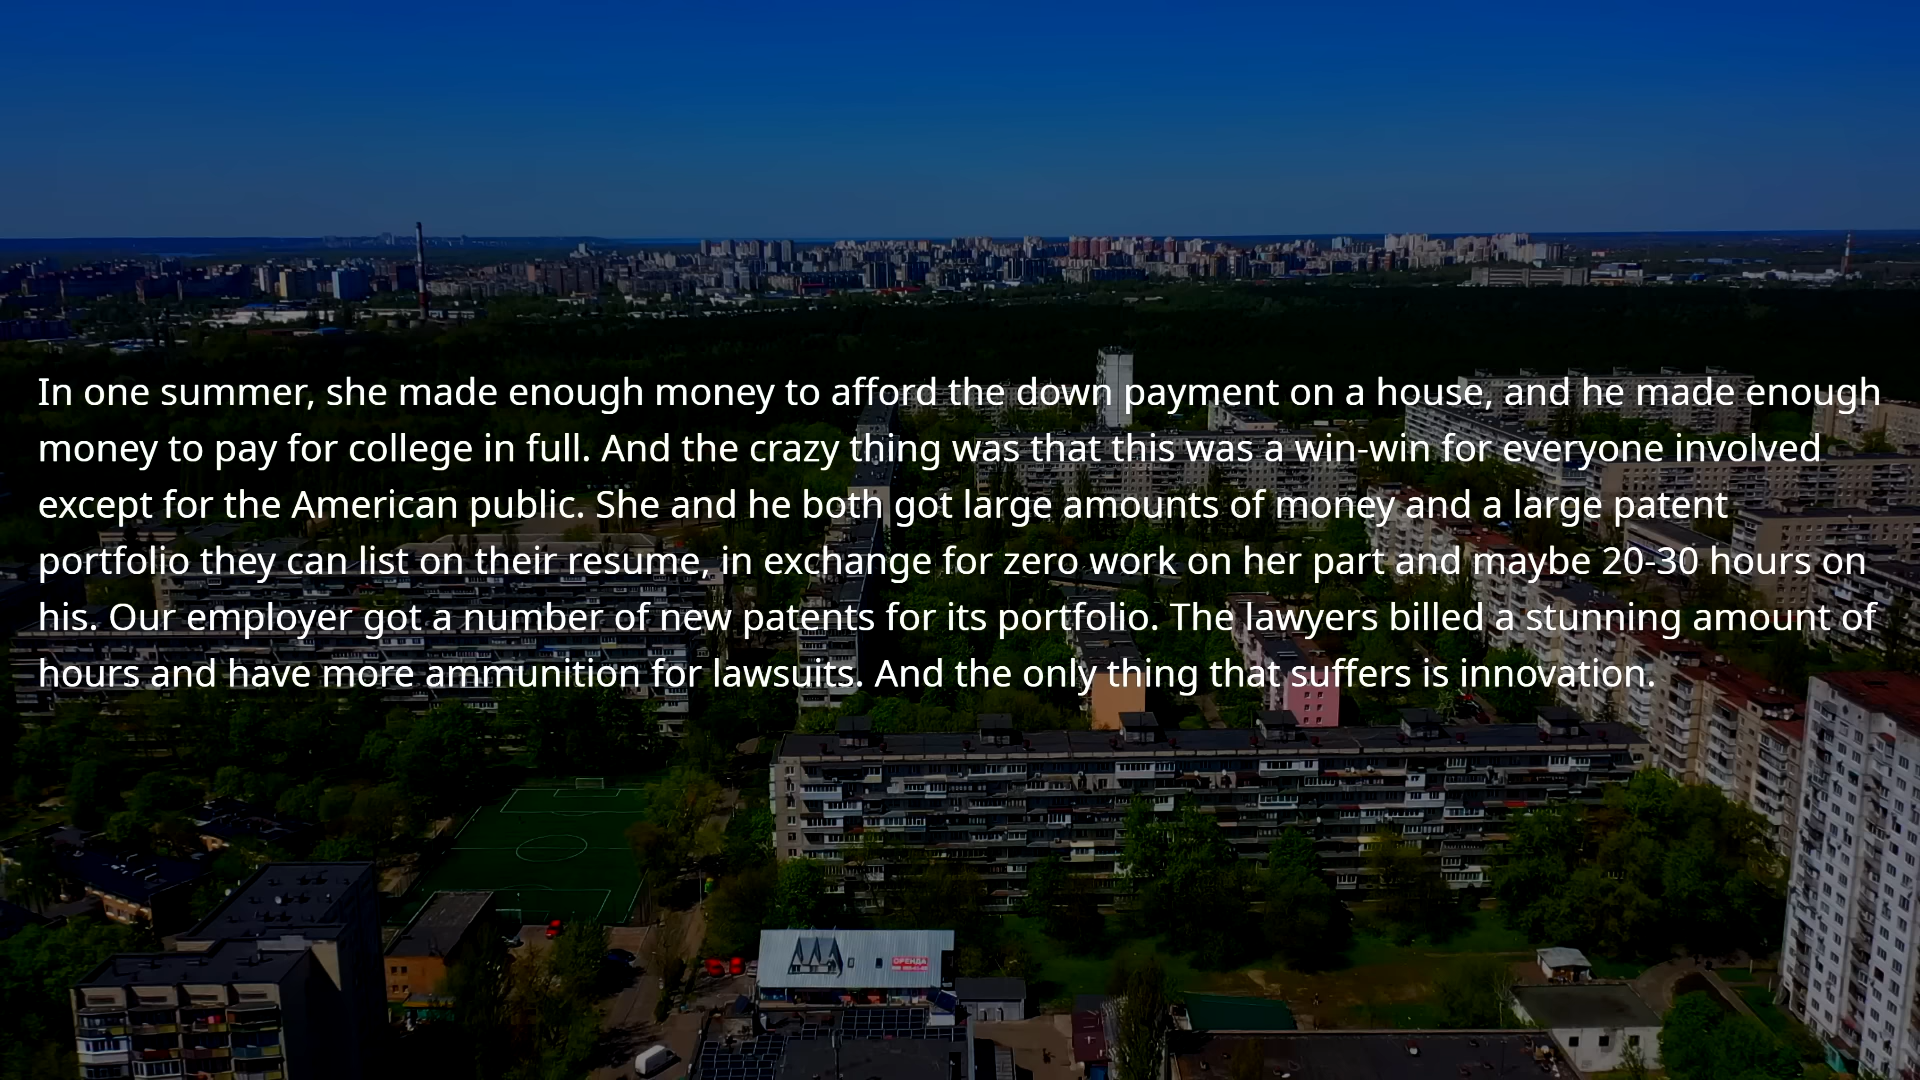 In one summer, she made enough money to afford the down payment on a house, and he made enough
money to pay for college in full. And the crazy thing was that this was a win-win for everyone involved
except for the American public. She and he both got large amounts of money and a large patent
portfolio they can list on their resume, in exchange for zero work on her part and maybe 20-30 hours on
his. Our employer got a number of new patents for its portfolio. The lawyers billed a stunning amount of
hours and have more ammunition for lawsuits. And the only thing that suffers is innovation.
ОРЕНДА